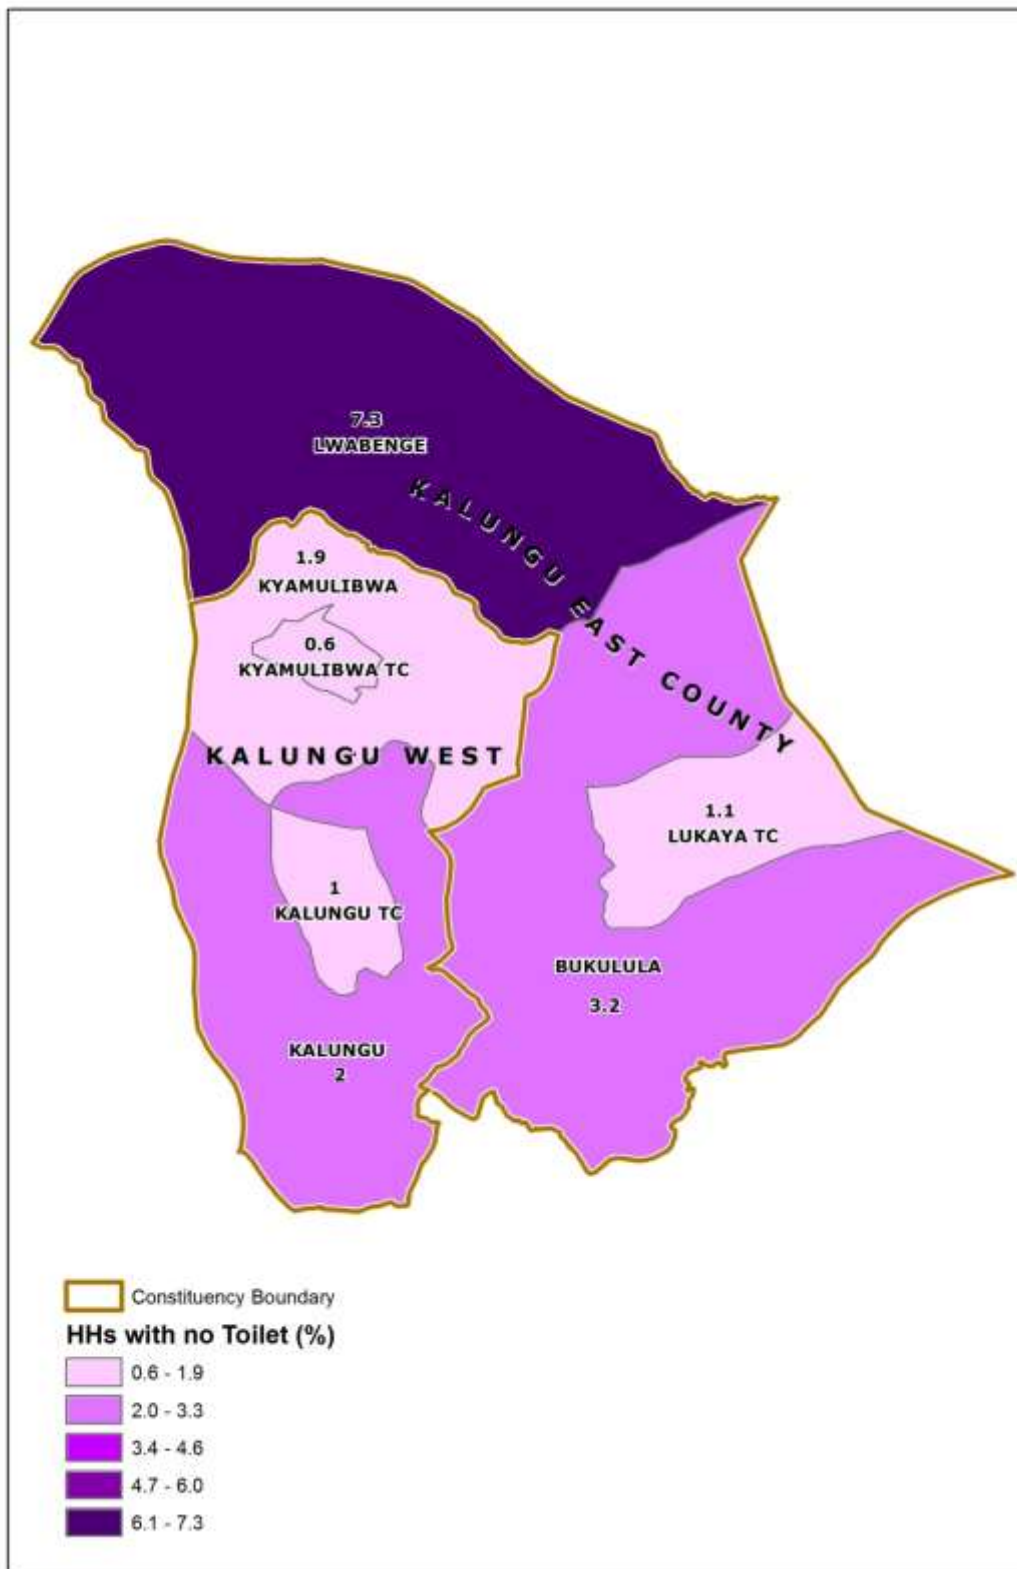 7.3
LWABENGE
KALUNGU EAST COUNTY
1.9
KYAMULIBWA
0.6
KYAMULIBWA TC
KALUNGU WEST
1.1
LUKAYA TC
1
KALUNGU TC
BUKULULA
3.2
KALUNGU
2
Constituency Boundary
HHs with no Toilet (%)
0.6 - 1.9
2.0 - 3.3
3.4 - 4.6
4.7 - 6.0
6.1 - 7.3